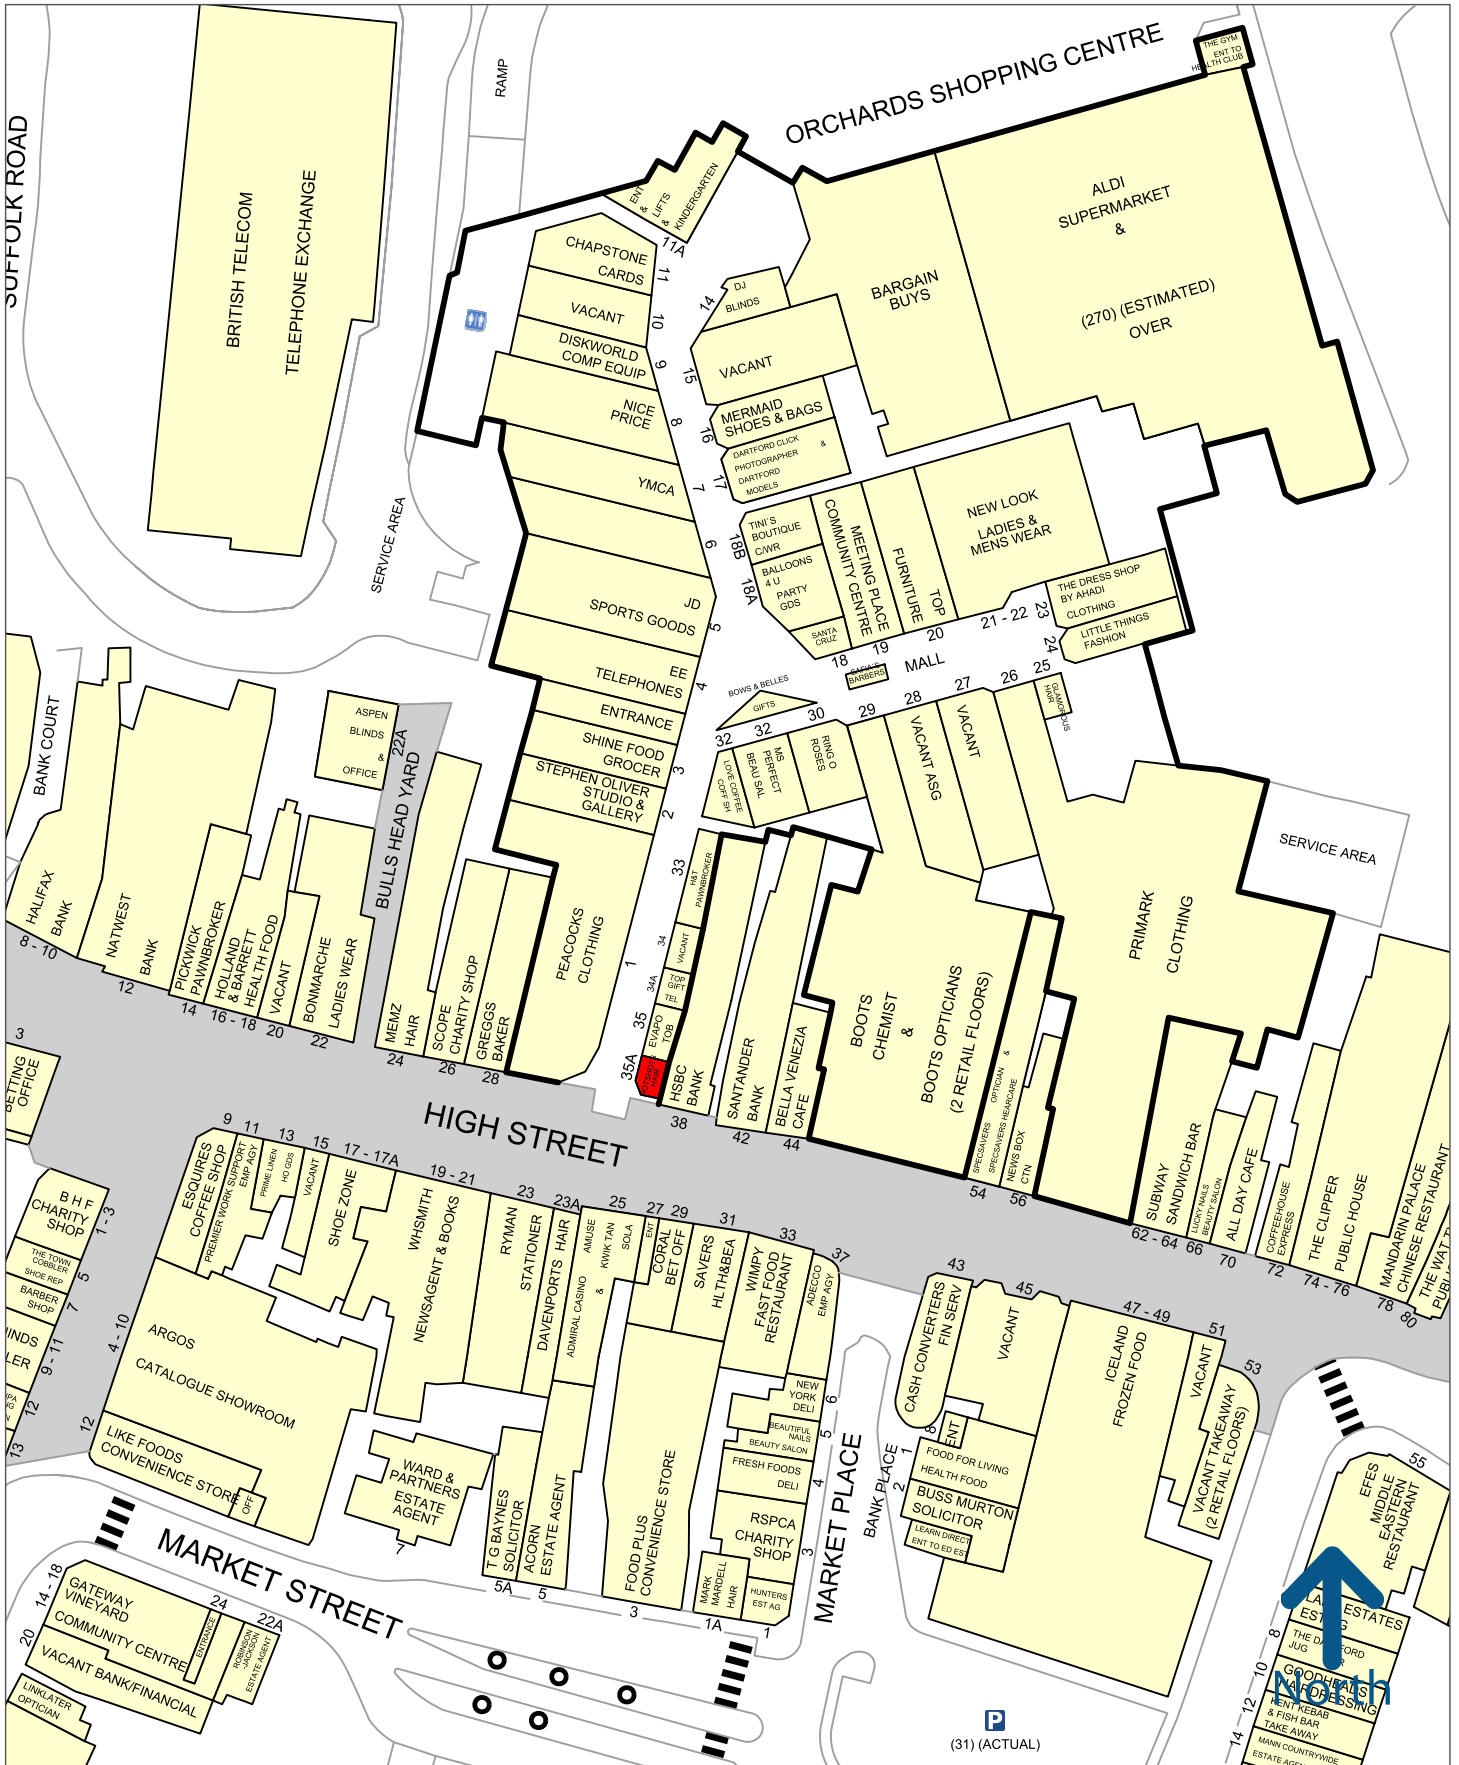 SUFFOLK ROAD
BRITISH TELECOM
TELEPHONE EXCHANGE
RAMP
ORCHARDS SHOPPING CENTRE
THE GYM
ENT TO
HEALTH CLUB
ENT
&
LIFTS
&
KINDERGARTEN
11A
CHAPSTONE
CARDS
11
VACANT
10
DISKWORLD
COMP EQUIP
9
NICE
PRICE
8
YMCA
7
6
JD
SPORTS GOODS
5
EE
TELEPHONES
4
ENTRANCE
SHINE FOOD
GROCER
3
STEPHEN OLIVER
STUDIO &
GALLERY
2
PEACOCKS
CLOTHING
1
14
DJ
BLINDS
15
VACANT
16
MERMAID
SHOES & BAGS
17
DARTFORD CLICK
&
PHOTOGRAPHER
DARTFORD
MODELS
BARGAIN
BUYS
ALDI
SUPERMARKET
&
(270) (ESTIMATED)
OVER
18B
TINI'S
BOUTIQUE
C/WR
18A
BALLOONS
4 U
PARTY
GDS
SANTA
CRUZ
MEETING PLACE
COMMUNITY CENTRE
TOP
FURNITURE
NEW LOOK
LADIES &
MENS WEAR
THE DRESS SHOP
BY AHADI
CLOTHING
LITTLE THINGS
FASHION
18
19
20
21 - 22
23
24
MALL
SAFIA'S
BARBERS
BOWS & BELLES
GIFTS
32
32
30
29
28
27
26
25
GLAMOROUS
HAIR
LOVE COFFEE
COFF SH
MS
PERFECT
BEAU SAL
RING O
ROSES
VACANT ASG
VACANT
SERVICE AREA
SERVICE AREA
PRIMARK
CLOTHING
33
H&T
PAWNBROKER
34
VACANT
34A
TOP
GIFT
TEL
35
EVAPO
TOB
35A
HAIR
HSBC
BANK
38
SANTANDER
BANK
42
BELLA VENEZIA
CAFE
44
BOOTS
CHEMIST
&
BOOTS OPTICIANS
(2 RETAIL FLOORS)
SPECSAVERS OPTICIAN &
SPECSAVERS HEARCARE
54
NEWS BOX
CTN
56
SUBWAY
SANDWICH BAR
62 - 64
LUCKY NAILS
BEAUTY SALON
66
ALL DAY CAFE
70
COFFEEHOUSE
EXPRESS
72
THE CLIPPER
PUBLIC HOUSE
74 - 76
MANDARIN PALACE
CHINESE RESTAURANT
78
80
BANK COURT
HALIFAX
BANK
8 - 10
NATWEST
BANK
12
PICKWICK
PAWNBROKER
14
HOLLAND
& BARRETT
HEALTH FOOD
16 - 18
VACANT
20
BONMARCHE
LADIES WEAR
22
ASPEN
BLINDS
&
OFFICE
22A
BULLS HEAD YARD
MEMZ
HAIR
24
SCOPE
CHARITY SHOP
26
GREGGS
BAKER
28
HIGH STREET
3
BETTING
OFFICE
B H F
CHARITY
SHOP
1 - 3
THE TOWN
COBBLER
SHOE REP
5
BARBER
SHOP
7
9 - 11
12
13
9
ESQUIRES
COFFEE SHOP
11
PREMIER WORK SUPPORT
EMP AGY
13
PRIME LINEN
HO GDS
15
VACANT
17 - 17A
SHOE ZONE
19 - 21
WHSMITH
NEWSAGENT & BOOKS
23
RYMAN
STATIONER
23A
DAVENPORTS HAIR
25
AMUSE
ADMIRAL CASINO
&
KWIK TAN
SOLA
27
ENT
29
CORAL
BET OFF
31
SAVERS
HLTH&BEA
33
WIMPY
FAST FOOD
RESTAURANT
37
ADECCO
EMP AGY
43
CASH CONVERTERS
FIN SERV
45
VACANT
47 - 49
ICELAND
FROZEN FOOD
51
VACANT
53
VACANT TAKEAWAY
(2 RETAIL FLOORS)
4 - 10
ARGOS
CATALOGUE SHOWROOM
12
LIKE FOODS
CONVENIENCE STORE
OFF
WARD &
PARTNERS
ESTATE
AGENT
7
T G BAYNES
SOLICITOR
5A
ACORN
ESTATE AGENT
5
FOOD PLUS
CONVENIENCE STORE
3
NEW
YORK
DELI
6
BEAUTIFUL
NAILS
BEAUTY SALON
5
FRESH FOODS
DELI
4
RSPCA
CHARITY
SHOP
3
MARK
MARDELL
HAIR
1A
HUNTERS
EST AG
1
MARKET PLACE
BANK PLACE
8
ENT
1
FOOD FOR LIVING
HEALTH FOOD
2
BUSS MURTON
SOLICITOR
LEARN DIRECT
ENT TO ED EST
55
EFES
MIDDLE
EASTERN
RESTAURANT
MARKET STREET
14 - 18
GATEWAY
VINEYARD
COMMUNITY CENTRE
24
ENTRANCE
22A
ROBINSON
-JACKSON
ESTATE AGENT
20
VACANT BANK/FINANCIAL
LINKLATER
OPTICIAN
P
(31) (ACTUAL)
ESTATES
8
JUG
10
GOODHEADS
HAIRDRESSING
12
KENT KEBAB
& FISH BAR
TAKE AWAY
14
MANN COUNTRYWIDE
North